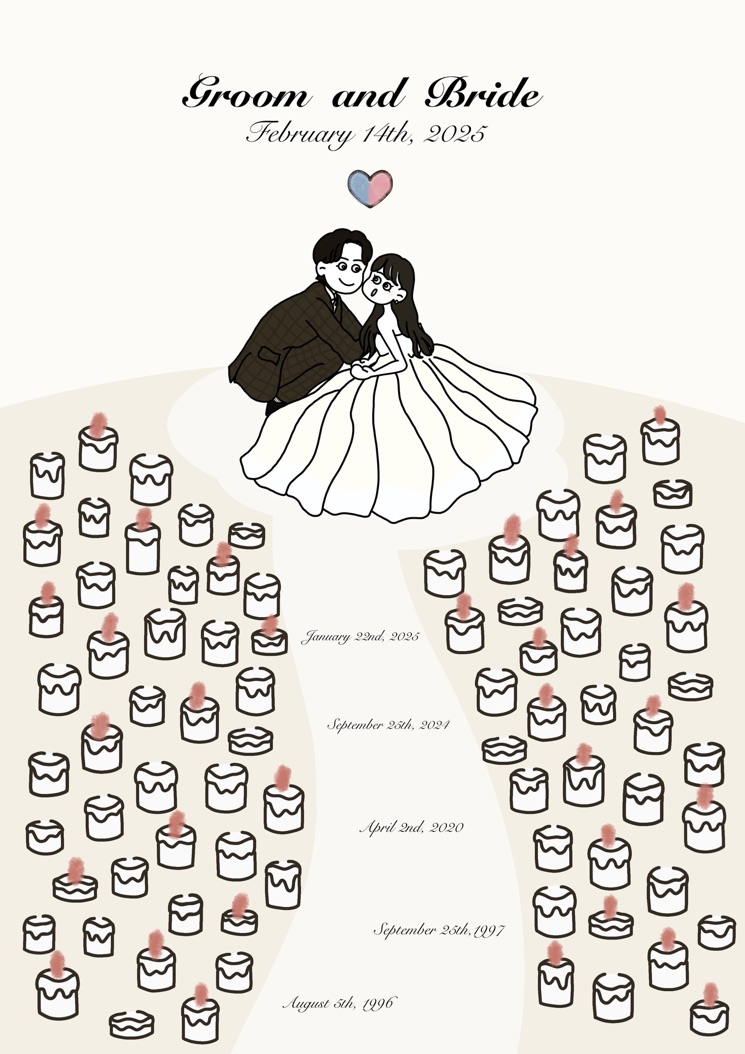 Groom and Bride
February 14th, 2025
January 22nd, 2025
September 25th, 2024
April 2nd, 2020
September 25th, 1997
August 5th, 1996